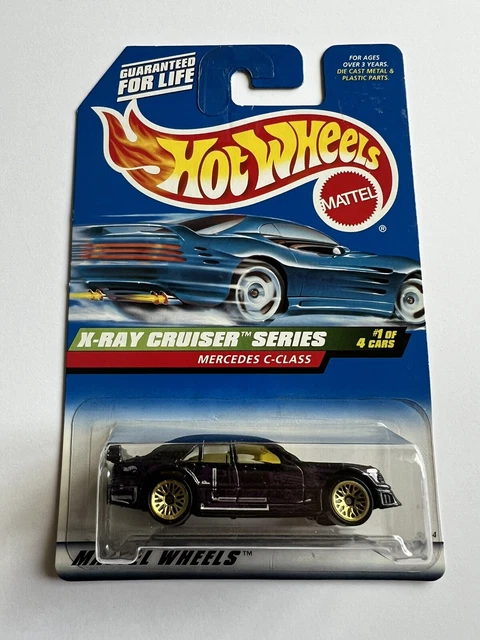 GUARANTEED
FOR LIFE
FOR AGES
OVER 3 YEARS.
DIE CAST METAL &
PLASTIC PARTS.
HOT WHEELS
MATTEL
®
X-RAY CRUISER™ SERIES
#1 OF
4 CARS
MERCEDES C-CLASS
WHEELS™